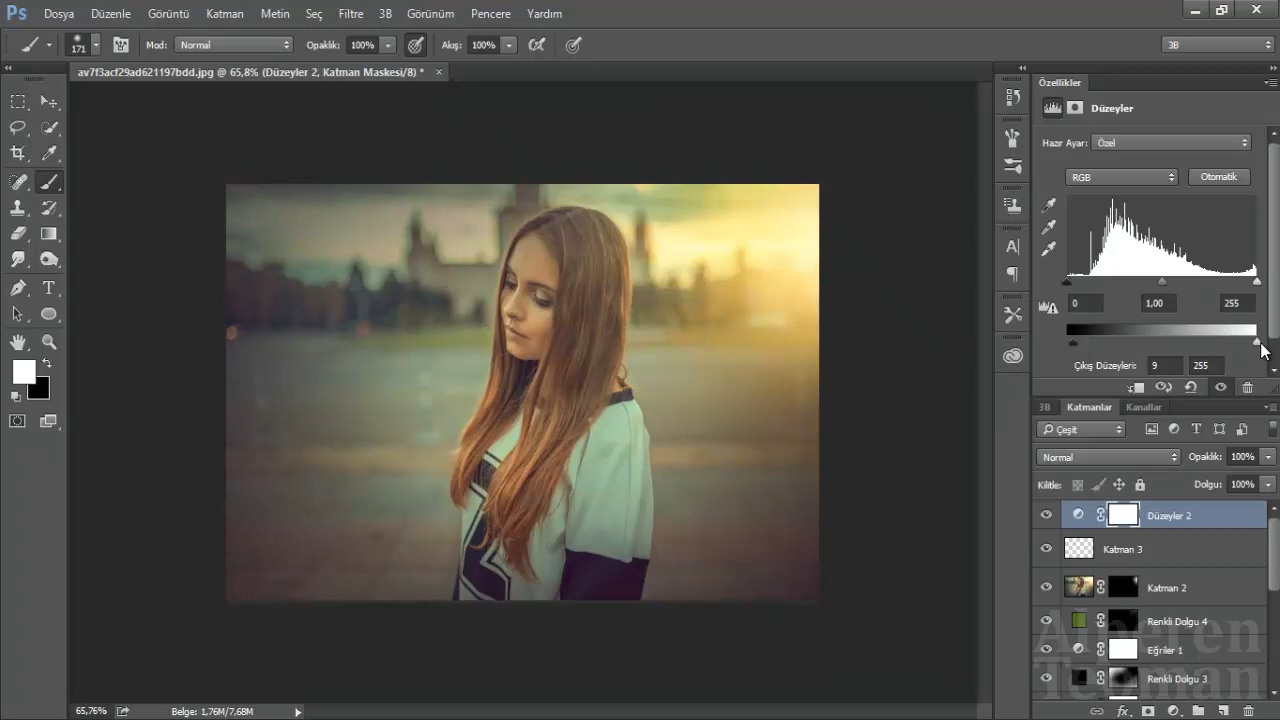 Ps Dosya Düzenle Görüntü Katman Metin Seç Filtre 3B Görünüm Pencere Yardım
171 Mod: Normal Opaklık: 100% Akış: 100% 3B
av7f3acf29ad621197bdd.jpg @ 65,8% (Düzeyler 2, Katman Maskesi/8) *
Özellikler
Düzeyler
Hazır Ayar: Özel
RGB Otomatik
0 1,00 255
Çıkış Düzeyleri: 9 255
3B Katmanlar Kanallar
Çeşit
Normal Opaklık: 100%
Kilitle: Dolgu: 100%
Düzeyler 2
Katman 3
Katman 2
Renkli Dolgu 4
Eğriler 1
Renkli Dolgu 3
Alperen
Teoman
65,76% Belge: 1,76M/7,68M